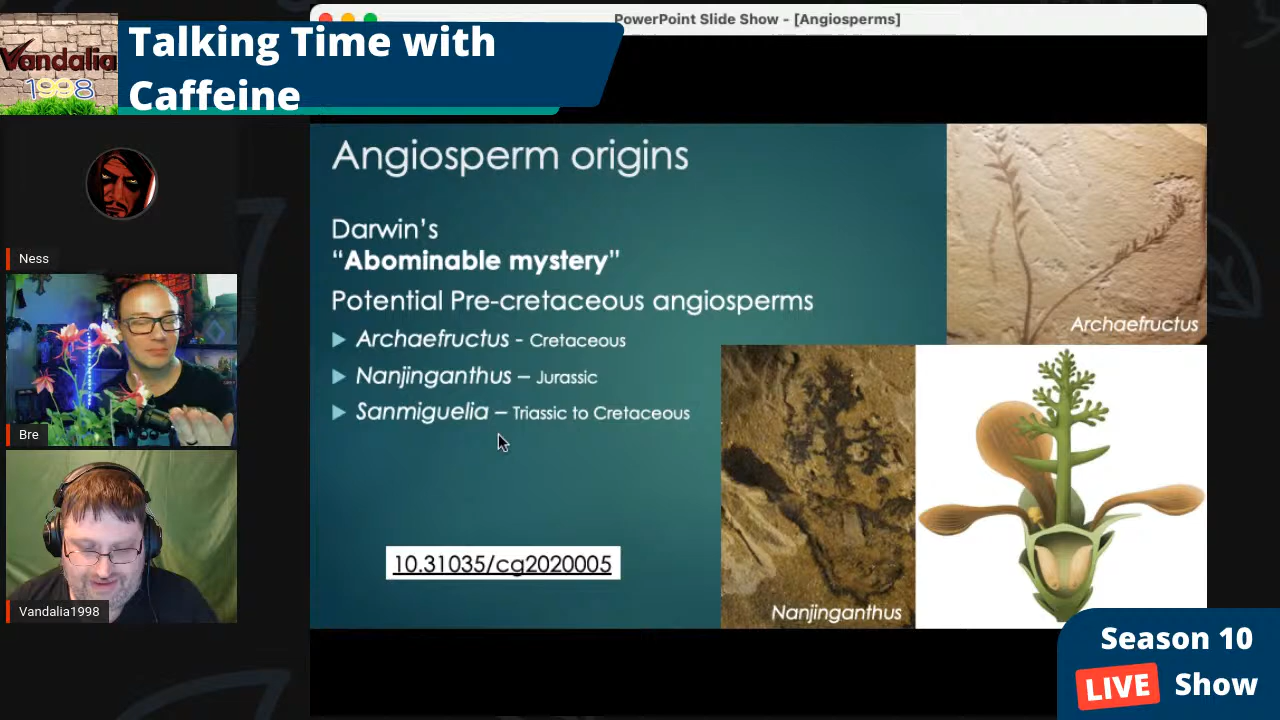 PowerPoint Slide Show - [Angiosperms]
Talking Time with
Caffeine
Vandalia
1998
Angiosperm origins
Darwin's
“Abominable mystery”
Potential Pre-cretaceous angiosperms
Archaefructus - Cretaceous
Nanjinganthus – Jurassic
Sanmiguelia – Triassic to Cretaceous
10.31035/cg2020005
Archaefructus
Nanjinganthus
Ness
Bre
Vandalia1998
Season 10
LIVE Show